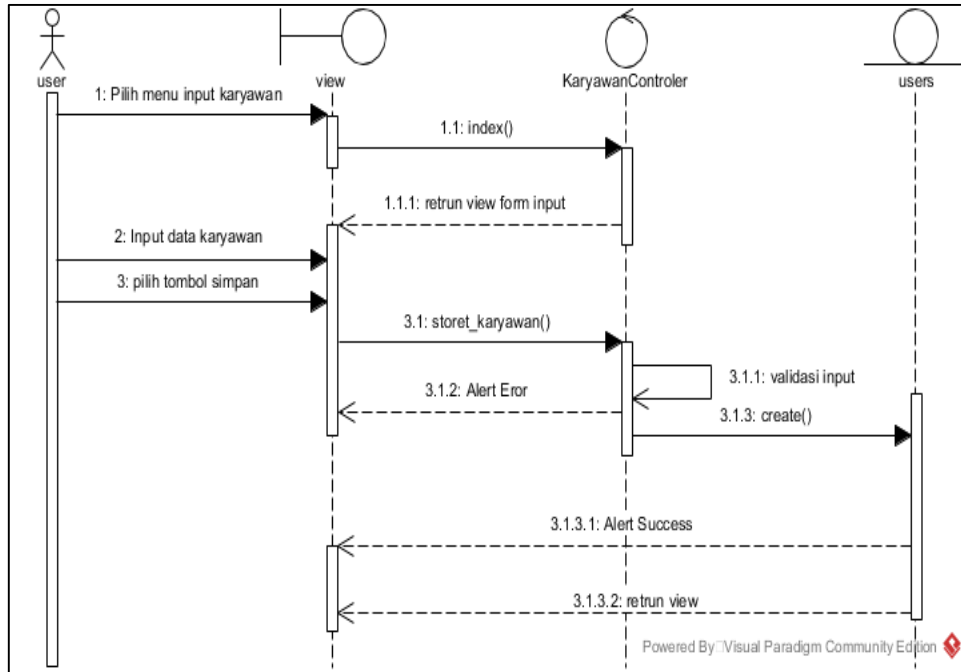 user
view
KaryawanControler
users
1: Pilih menu input karyawan
1.1: index()
1.1.1: retrun view form input
2: Input data karyawan
3: pilih tombol simpan
3.1: storet_karyawan()
3.1.1: validasi input
3.1.2: Alert Eror
3.1.3: create()
3.1.3.1: Alert Success
3.1.3.2: retrun view
Powered By Visual Paradigm Community Edition